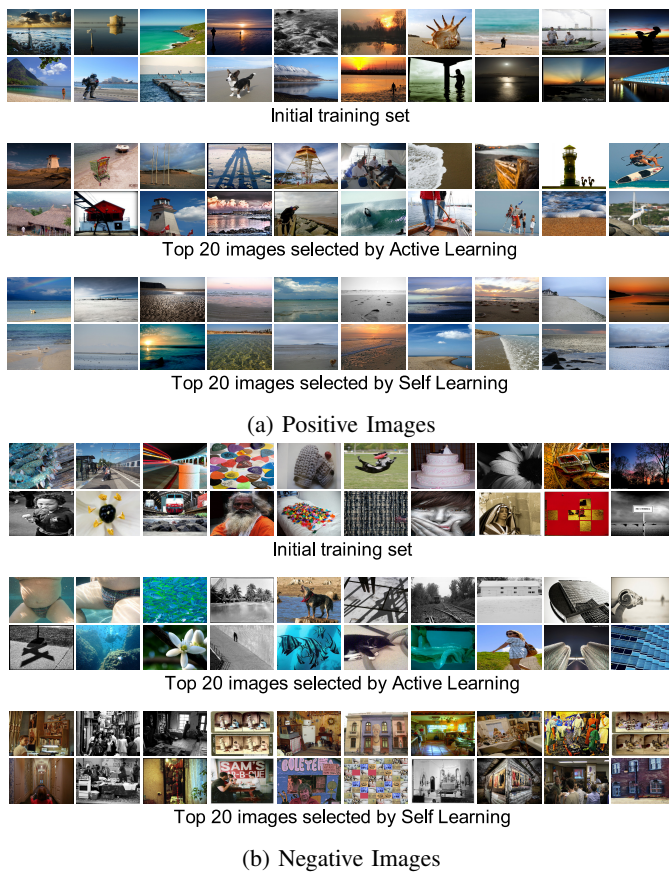 Initial training set
Top 20 images selected by Active Learning
Top 20 images selected by Self Learning
(a) Positive Images
Initial training set
Top 20 images selected by Active Learning
SAM'S
Top 20 images selected by Self Learning
(b) Negative Images